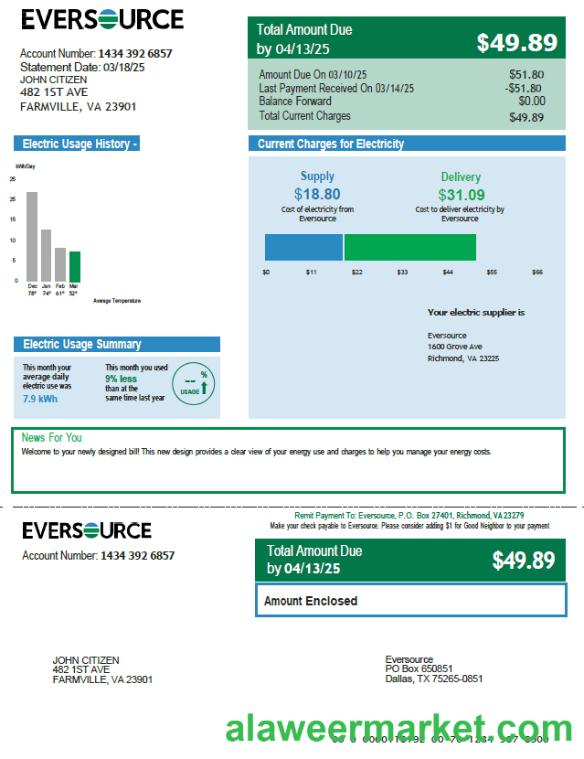 EVERSOURCE
Account Number: 1434 392 6857
Statement Date: 03/18/25
JOHN CITIZEN
482 1ST AVE
FARMVILLE, VA 23901
Total Amount Due
by 04/13/25
$49.89
Amount Due On 03/10/25 $51.80
Last Payment Received On 03/14/25 -$51.80
Balance Forward $0.00
Total Current Charges $49.89
Electric Usage History -
kWh/Day
25
20
15
10
5
0
Dec Jan Feb Mar
78° 74° 61° 52°
Average Temperature
Current Charges for Electricity
Supply
$18.80
Cost of electricity from
Eversource
Delivery
$31.09
Cost to deliver electricity by
Eversource
$0 $11 $22 $33 $44 $55 $66
Your electric supplier is
Eversource
1600 Grove Ave
Richmond, VA 23225
Electric Usage Summary
This month your
average daily
electric use was
7.9 kWh
This month you used
9% less
than at the
same time last year
-- %
USAGE
News For You
Welcome to your newly designed bill! This new design provides a clear view of your energy use and charges to help you manage your energy costs.
EVERSOURCE
Account Number: 1434 392 6857
Remit Payment To: Eversource, P.O. Box 27401, Richmond, VA 23279
Make your check payable to Eversource. Please consider adding $1 for Good Neighbor to your payment
Total Amount Due
by 04/13/25
$49.89
Amount Enclosed
JOHN CITIZEN
482 1ST AVE
FARMVILLE, VA 23901
Eversource
PO Box 650851
Dallas, TX 75265-0851
alaweermarket.com